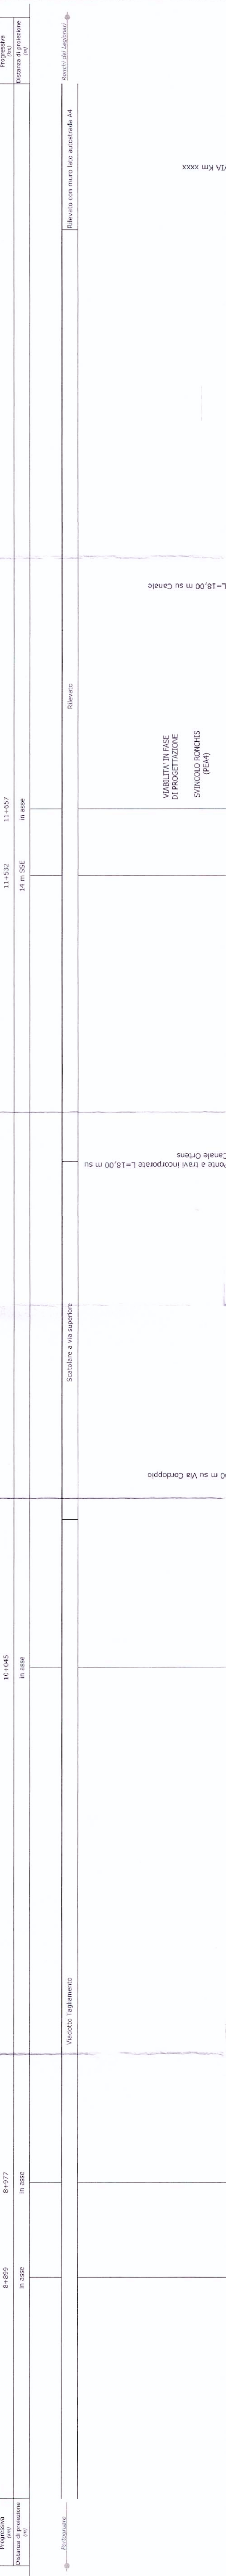 Progressiva
(km)
8+899
8+977
10+045
11+532
11+657
Progressiva
(km)
Distanza di proiezione
(m)
in asse
in asse
in asse
14 m SSE
in asse
Distanza di proiezione
(m)
Portogruaro
Viadotto Tagliamento
Scatolare a via superiore
Rilevato
Rilevato con muro lato autostrada A4
Ronchi dei Legionari
Ponte a travi incorporate L=18,00 m su
Canale Ortens
L=18,00 m su Canale
VIABILITA' IN FASE
DI PROGETTAZIONE
SVINCOLO RONCHIS
(PEA4)
m su Via Cordoppio
Km xxxx